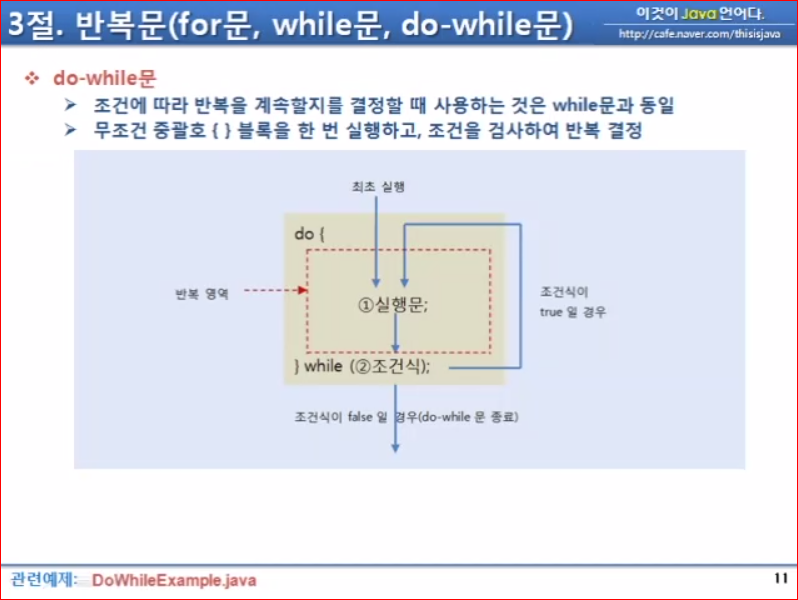 3절. 반복문(for문, while문, do-while문)
이것이 Java 언어다.
http://cafe.naver.com/thisisjava
do-while문
조건에 따라 반복을 계속할지를 결정할 때 사용하는 것은 while문과 동일
무조건 중괄호 { } 블록을 한 번 실행하고, 조건을 검사하여 반복 결정
최초 실행
do {
반복 영역
①실행문;
조건식이
true 일 경우
} while (②조건식);
조건식이 false 일 경우(do-while 문 종료)
관련예제: DoWhileExample.java
11